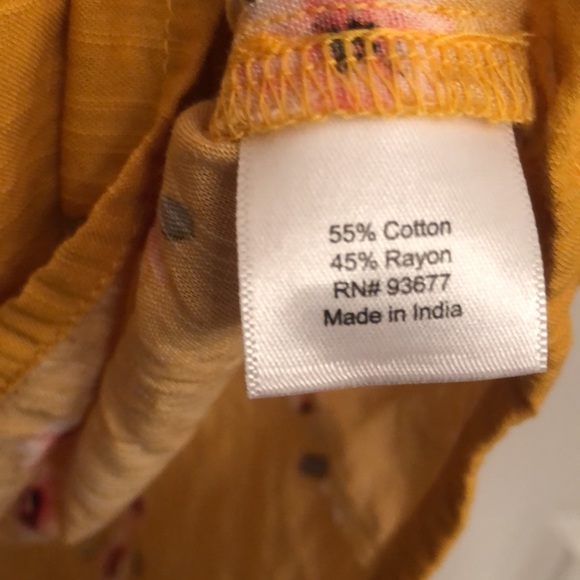 55% Cotton
45% Rayon
RN# 93677
Made in India